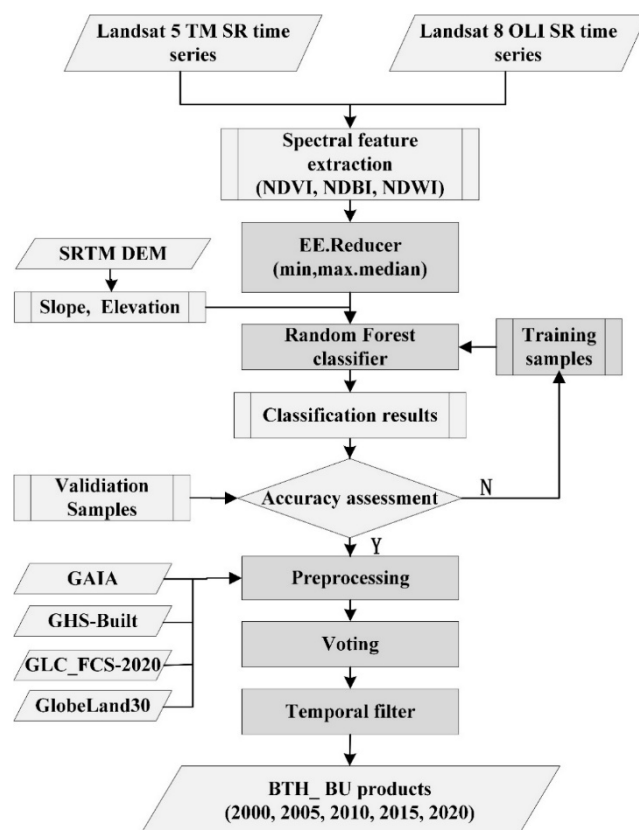 Landsat 5 TM SR time
series
Landsat 8 OLI SR time
series
Spectral feature
extraction
(NDVI, NDBI, NDWI)
EE.Reducer
(min,max.median)
SRTM DEM
Slope, Elevation
Random Forest
classifier
Training
samples
Classification results
Validiation
Samples
Accuracy assessment
N
Y
GAIA
Preprocessing
GHS-Built
Voting
GLC_FCS-2020
GlobeLand30
Temporal filter
BTH_ BU products
(2000, 2005, 2010, 2015, 2020)